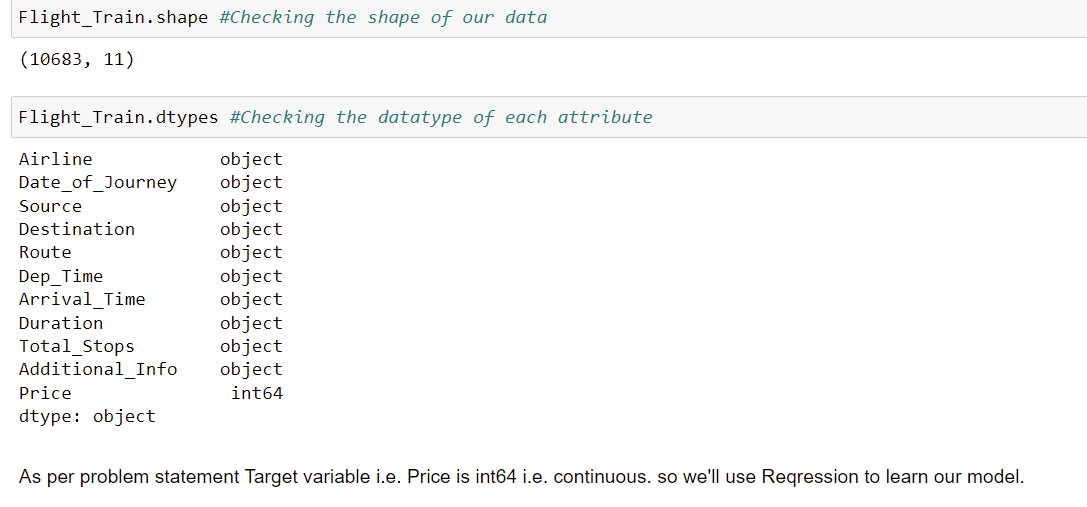 Flight_Train.shape #Checking the shape of our data
(10683, 11)
Flight_Train.dtypes #Checking the datatype of each attribute
Airline object
Date_of_Journey object
Source object
Destination object
Route object
Dep_Time object
Arrival_Time object
Duration object
Total_Stops object
Additional_Info object
Price int64
dtype: object
As per problem statement Target variable i.e. Price is int64 i.e. continuous. so we'll use Reqression to learn our model.